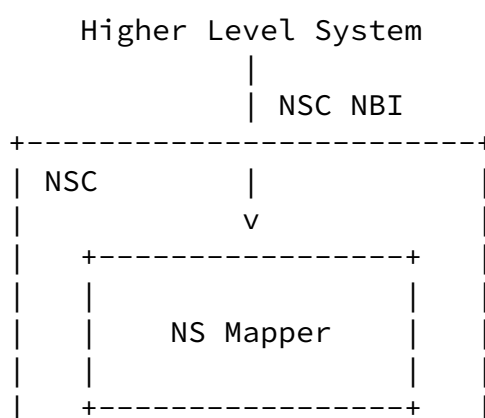 Higher Level System
|
| NSC NBI
+--------------------------+
| NSC        |            |
|            v            |
|   +-----------------+   |
|   |                 |   |
|   |    NS Mapper    |   |
|   |                 |   |
|   +-----------------+   |